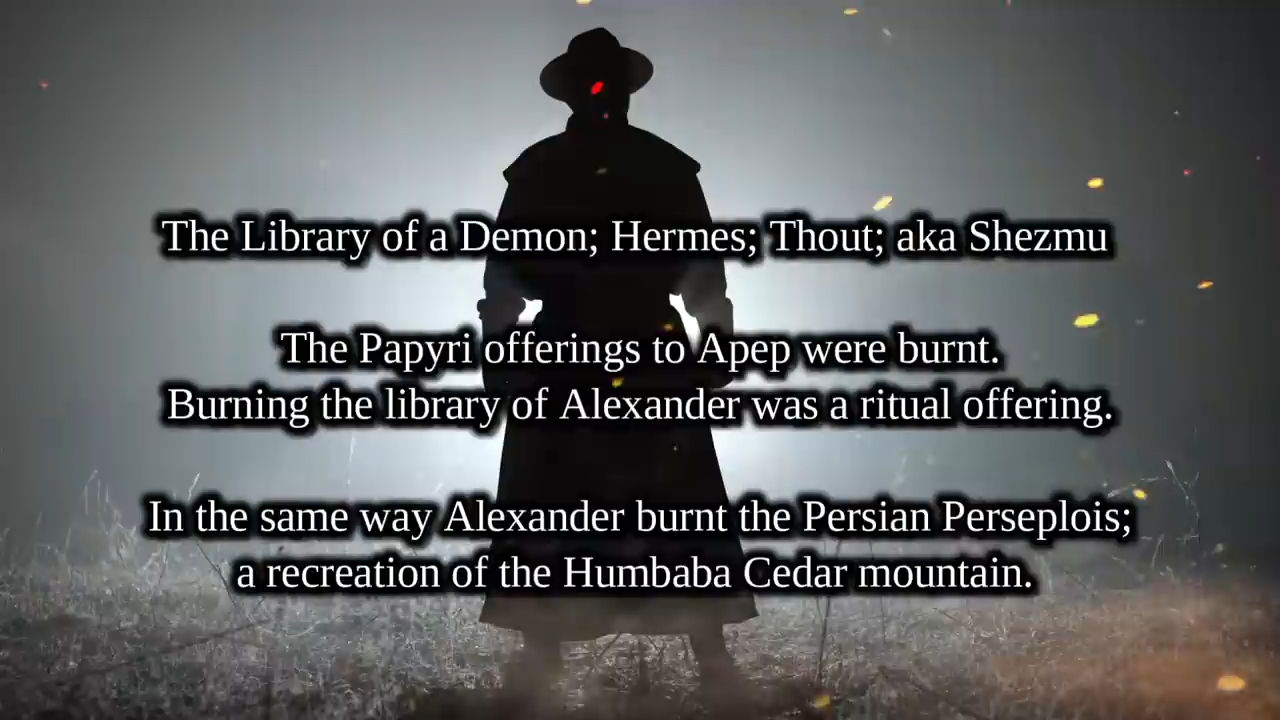 The Library of a Demon; Hermes; Thout; aka Shezmu
The Papyri offerings to Apep were burnt.
Burning the library of Alexander was a ritual offering.
In the same way Alexander burnt the Persian Perseplois;
a recreation of the Humbaba Cedar mountain.